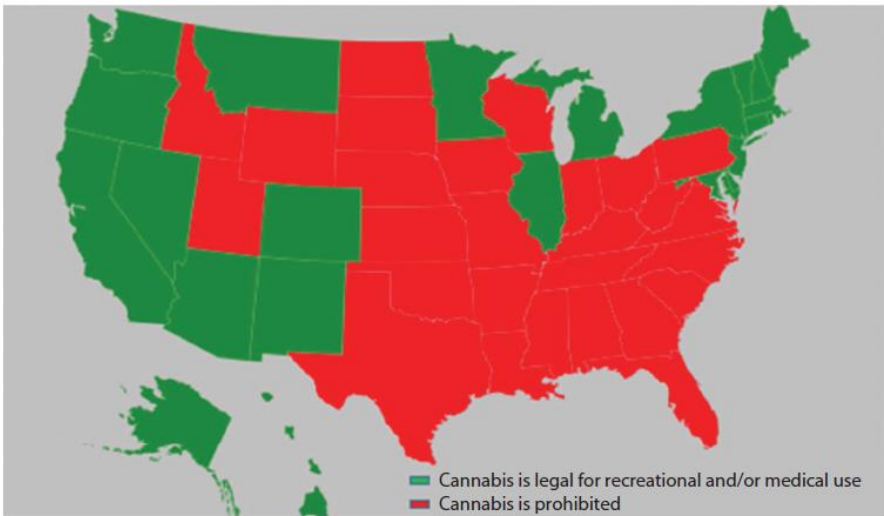 Cannabis is legal for recreational and/or medical use
Cannabis is prohibited